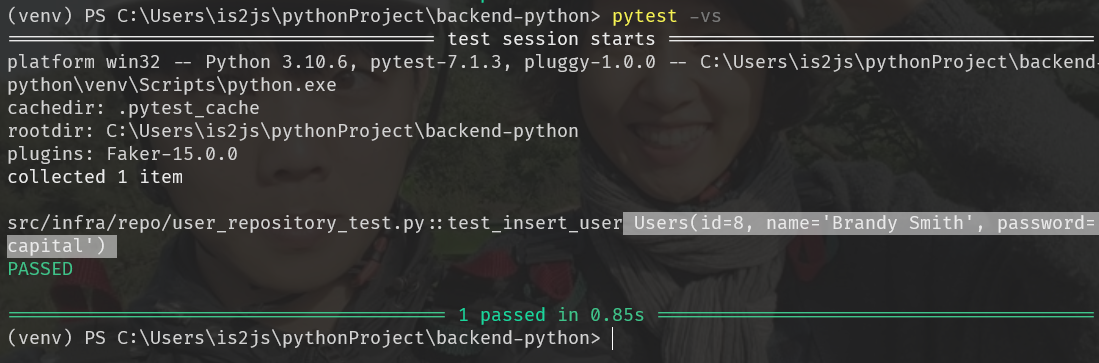 (venv) PS C:\Users\is2js\pythonProject\backend-python> pytest -vs
============================== test session starts ==============================
platform win32 -- Python 3.10.6, pytest-7.1.3, pluggy-1.0.0 -- C:\Users\is2js\pythonProject\backend-
python\venv\Scripts\python.exe
cachedir: .pytest_cache
rootdir: C:\Users\is2js\pythonProject\backend-python
plugins: Faker-15.0.0
collected 1 item
src/infra/repo/user_repository_test.py::test_insert_user Users(id=8, name='Brandy Smith', password=
capital')
PASSED
=============================== 1 passed in 0.85s ===============================
(venv) PS C:\Users\is2js\pythonProject\backend-python>